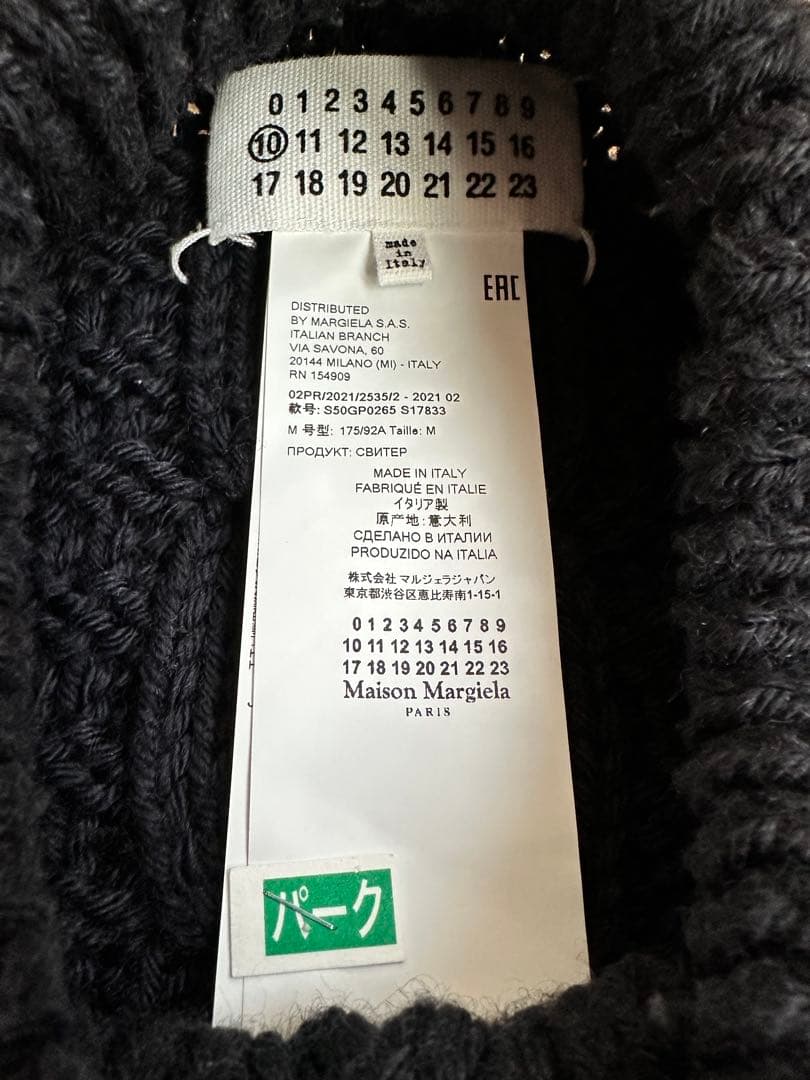 0 1 2 3 4 5 6 7 8 9
10 11 12 13 14 15 16
17 18 19 20 21 22 23
made
in
Italy
EAC
DISTRIBUTED
BY MARGIELA S.A.S.
ITALIAN BRANCH
VIA SAVONA, 60
20144 MILANO (MI) - ITALY
RN 154909
02PR/2021/2535/2 - 2021 02
款号: S50GP0265 S17833
M 号型: 175/92A Taille: M
ПРОДУКТ: СВИТЕР
MADE IN ITALY
FABRIQUÉ EN ITALIE
イタリア製
原产地: 意大利
СДЕЛАНО В ИТАЛИИ
PRODUZIDO NA ITALIA
株式会社 マルジェラジャパン
東京都渋谷区恵比寿南1-15-1
0 1 2 3 4 5 6 7 8 9
10 11 12 13 14 15 16
17 18 19 20 21 22 23
Maison Margiela
PARIS
パーク